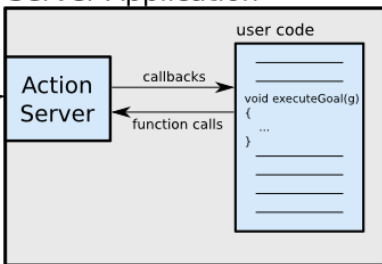 Server Application
user code
Action
Server
callbacks
function calls
void executeGoal(g)
{
...
}